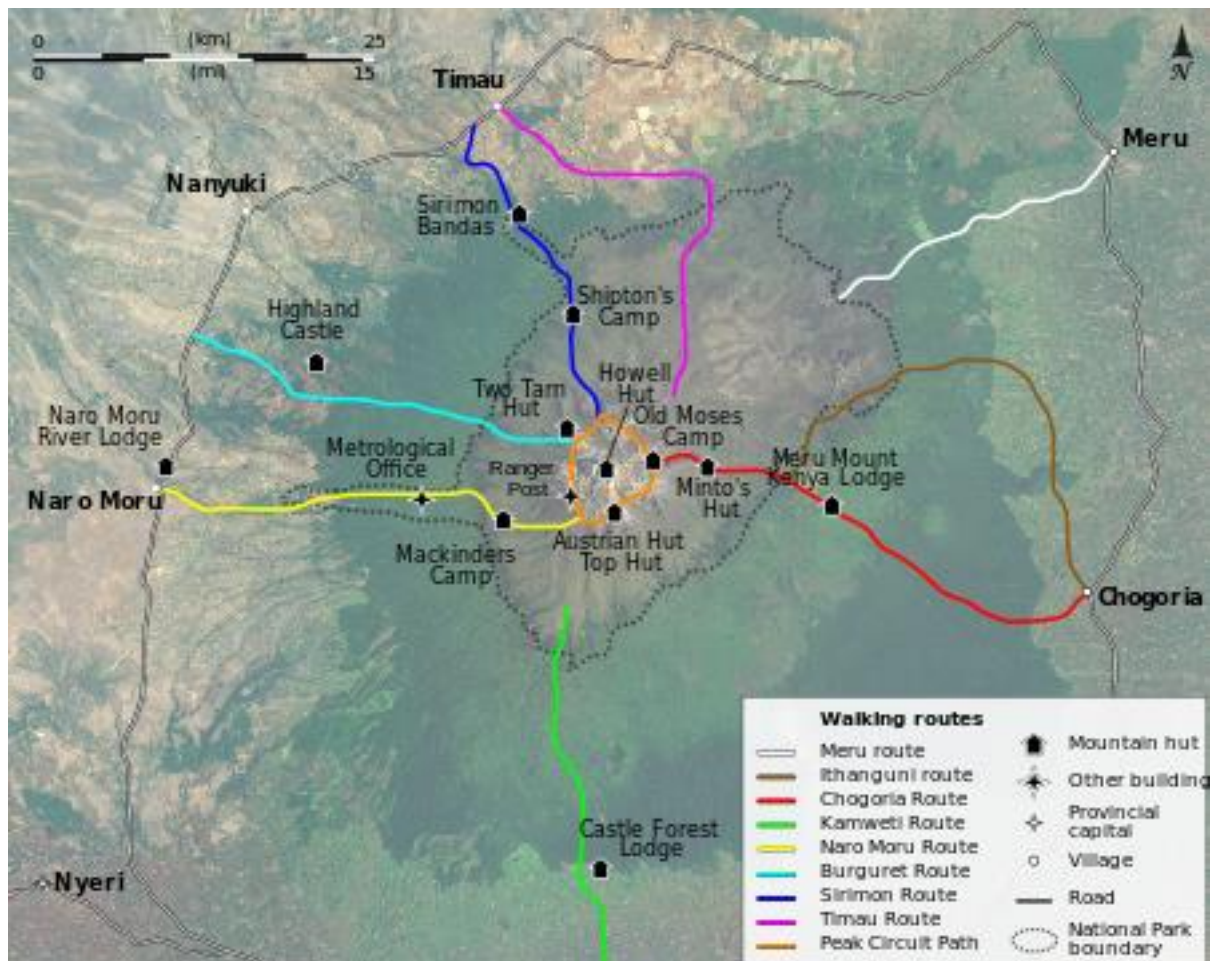 0 (km) 25
0 (mi) 15
N
Timau
Meru
Nanyuki
Sirimon
Bandas
Highland
Castle
Shipton's
Camp
Howell
Hut
Two Tarn
Hut
Old Moses
Camp
Naro Moru
River Lodge
Metrological
Office
Ranger
Post
Meru Mount
Kenya Lodge
Minto's
Hut
Naro Moru
Mackinders
Camp
Austrian Hut
Top Hut
Chogoria
Castle Forest
Lodge
Nyeri
Walking routes
Meru route
Ithanguni route
Chogoria Route
Kamweti Route
Naro Moru Route
Burguret Route
Sirimon Route
Timau Route
Peak Circuit Path
Mountain hut
Other building
Provincial
capital
Village
Road
National Park
boundary